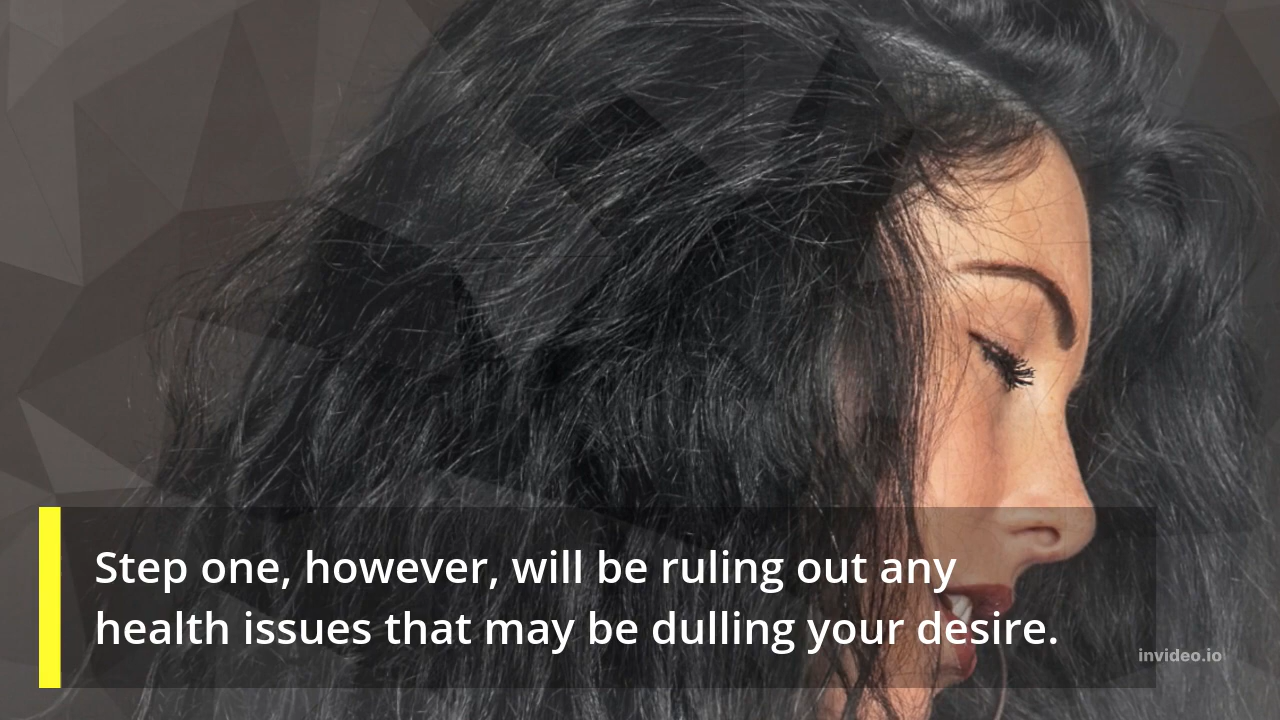 Step one, however, will be ruling out any
health issues that may be dulling your desire.
invideo.io